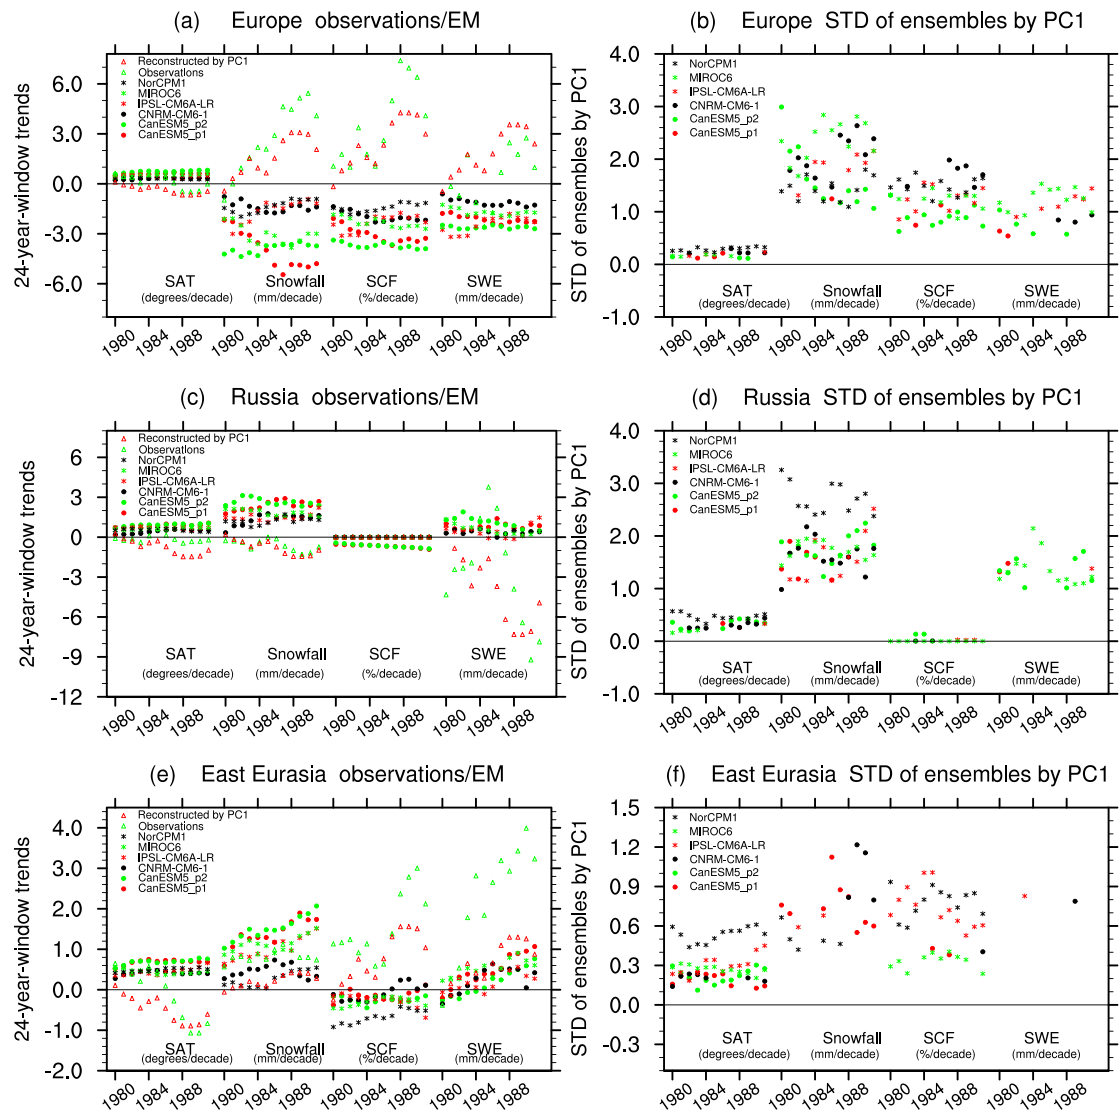 (a) Europe observations/EM
24-year-window trends
6.0
3.0
0.0
-3.0
-6.0
Reconstructed by PC1
Observations
NorCPM1
MIROC6
IPSL-CM6A-LR
CNRM-CM6-1
CanESM5_p2
CanESM5_p1
SAT Snowfall SCF SWE
(degrees/decade) (mm/decade) (%/decade) (mm/decade)
1980 1984 1988 1980 1984 1988 1980 1984 1988 1980 1984 1988
(b) Europe STD of ensembles by PC1
STD of ensembles by PC1
4.0
3.0
2.0
1.0
0.0
-1.0
NorCPM1
MIROC6
IPSL-CM6A-LR
CNRM-CM6-1
CanESM5_p2
CanESM5_p1
SAT Snowfall SCF SWE
(degrees/decade) (mm/decade) (%/decade) (mm/decade)
1980 1984 1988 1980 1984 1988 1980 1984 1988 1980 1984 1988
(c) Russia observations/EM
24-year-window trends
6
3
0
-3
-6
-9
-12
Reconstructed by PC1
Observations
NorCPM1
MIROC6
IPSL-CM6A-LR
CNRM-CM6-1
CanESM5_p2
CanESM5_p1
SAT Snowfall SCF SWE
(degrees/decade) (mm/decade) (%/decade) (mm/decade)
1980 1984 1988 1980 1984 1988 1980 1984 1988 1980 1984 1988
(d) Russia STD of ensembles by PC1
STD of ensembles by PC1
4.0
3.0
2.0
1.0
0.0
-1.0
NorCPM1
MIROC6
IPSL-CM6A-LR
CNRM-CM6-1
CanESM5_p2
CanESM5_p1
SAT Snowfall SCF SWE
(degrees/decade) (mm/decade) (%/decade) (mm/decade)
1980 1984 1988 1980 1984 1988 1980 1984 1988 1980 1984 1988
(e) East Eurasia observations/EM
24-year-window trends
4.0
3.0
2.0
1.0
0.0
-1.0
-2.0
Reconstructed by PC1
Observations
NorCPM1
MIROC6
IPSL-CM6A-LR
CNRM-CM6-1
CanESM5_p2
CanESM5_p1
SAT Snowfall SCF SWE
(degrees/decade) (mm/decade) (%/decade) (mm/decade)
1980 1984 1988 1980 1984 1988 1980 1984 1988 1980 1984 1988
(f) East Eurasia STD of ensembles by PC1
STD of ensembles by PC1
1.5
1.2
0.9
0.6
0.3
0.0
-0.3
NorCPM1
MIROC6
IPSL-CM6A-LR
CNRM-CM6-1
CanESM5_p2
CanESM5_p1
SAT Snowfall SCF SWE
(degrees/decade) (mm/decade) (%/decade) (mm/decade)
1980 1984 1988 1980 1984 1988 1980 1984 1988 1980 1984 1988